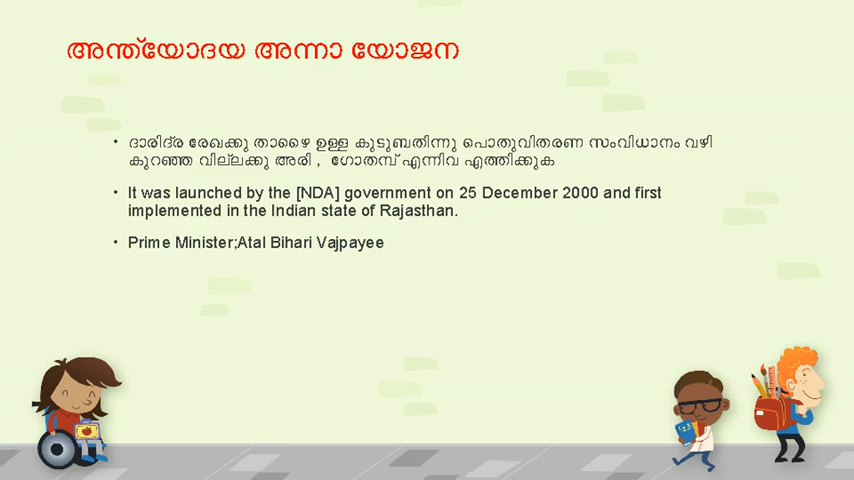 അന്ത്യോദയ അന്നാ യോജന
• ദാരിദ്ര രേഖക്കു താഴെ ഉള്ള കുടുബതിന്നു പൊതുവിതരണ സംവിധാനം വഴി
കുറഞ്ഞ വില്ലക്കു അരി , ഗോതമ്പ് എന്നിവ എത്തിക്കുക
• It was launched by the [NDA] government on 25 December 2000 and first
implemented in the Indian state of Rajasthan.
• Prime Minister;Atal Bihari Vajpayee